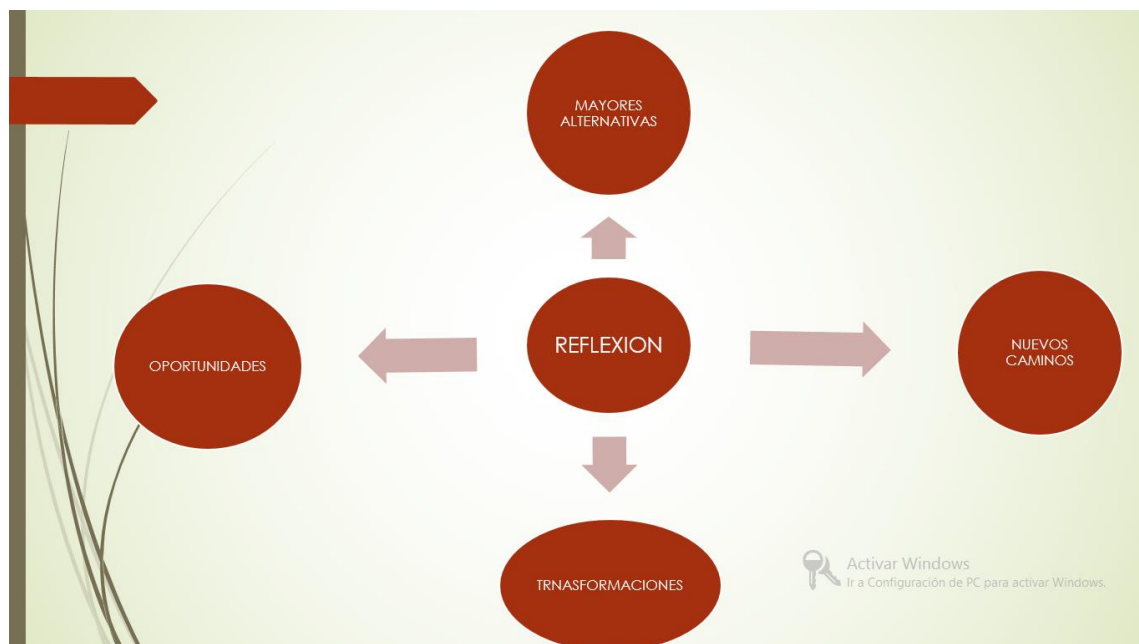 MAYORES
ALTERNATIVAS
OPORTUNIDADES
REFLEXION
NUEVOS
CAMINOS
TRNASFORMACIONES
Activar Windows
Ir a Configuración de PC para activar Windows.